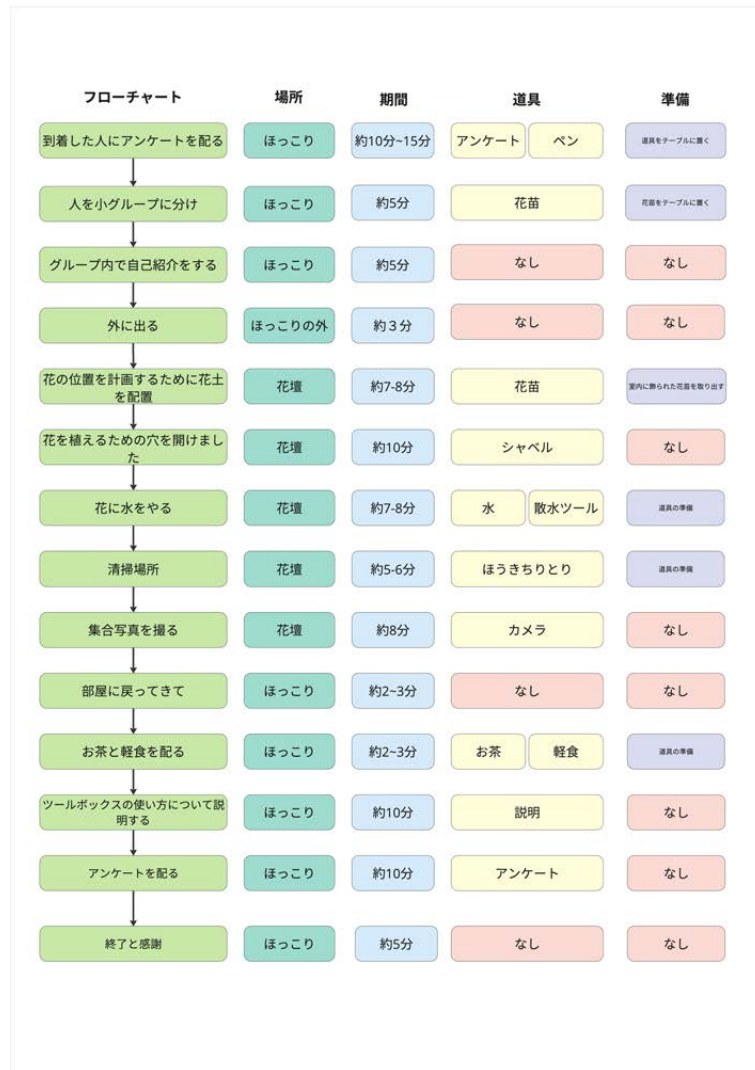 フローチャート 場所 期間 道具 準備
到着した人にアンケートを配る ほっこり 約10分~15分 アンケート ペン 道具をテーブルに置く
人を小グループに分け ほっこり 約5分 花苗 花苗をテーブルに置く
グループ内で自己紹介をする ほっこり 約5分 なし なし
外に出る ほっこりの外 約３分 なし なし
花の位置を計画するために花土
を配置 花壇 約7-8分 花苗 室内に飾られた花苗を取り出す
花を植えるための穴を開けまし
た 花壇 約10分 シャベル なし
花に水をやる 花壇 約7-8分 水 散水ツール 道具の準備
清掃場所 花壇 約5-6分 ほうきちりとり 道具の準備
集合写真を撮る 花壇 約8分 カメラ なし
部屋に戻ってきて ほっこり 約2~3分 なし なし
お茶と軽食を配る ほっこり 約2~3分 お茶 軽食 道具の準備
ツールボックスの使い方について説
明する ほっこり 約10分 説明 なし
アンケートを配る ほっこり 約10分 アンケート なし
終了と感謝 ほっこり 約5分 なし なし